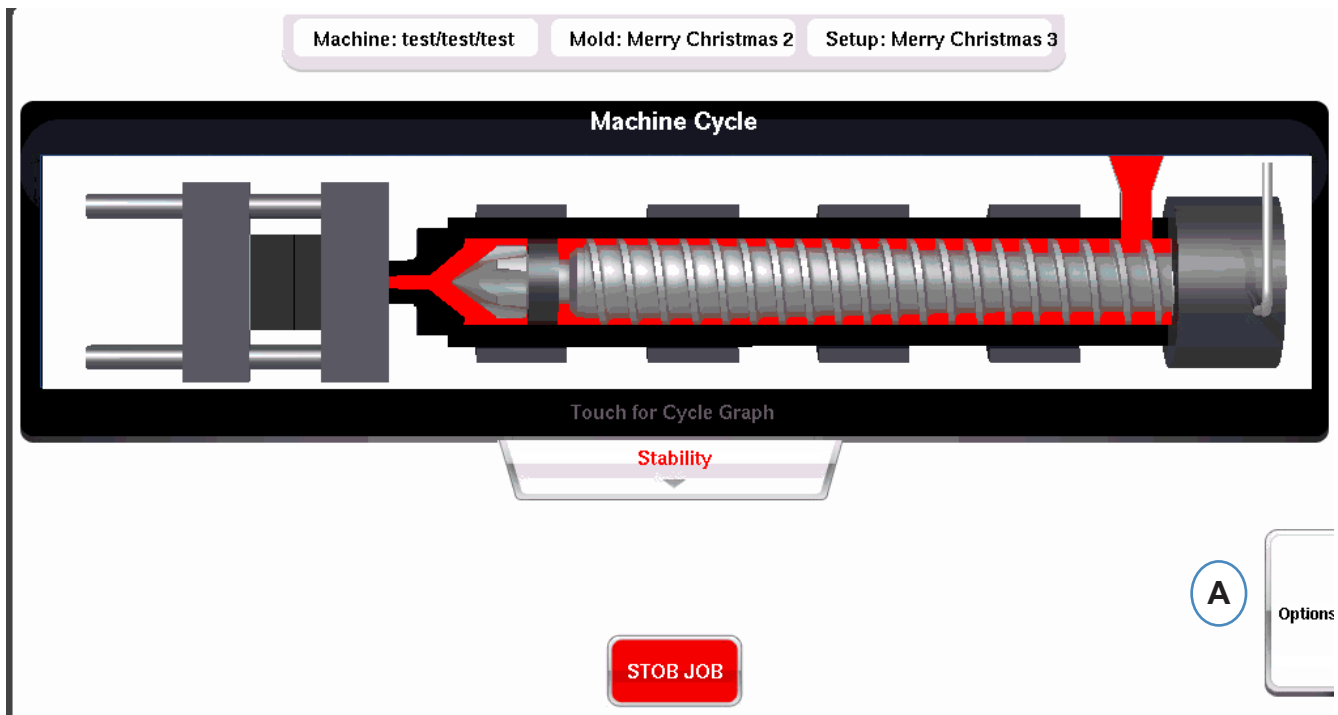 Machine: test/test/test Mold: Merry Christmas 2 Setup: Merry Christmas 3
Machine Cycle
Touch for Cycle Graph
Stability
A
Options
STOB JOB